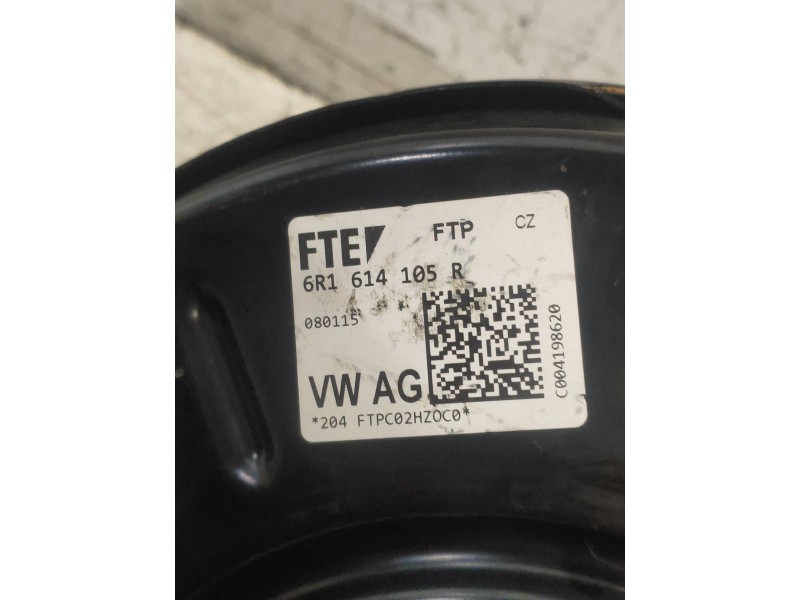 FTE FTP CZ
6R1 614 105 R
080115
VW AG
*204 FTPC02HZOC0*
C004198620